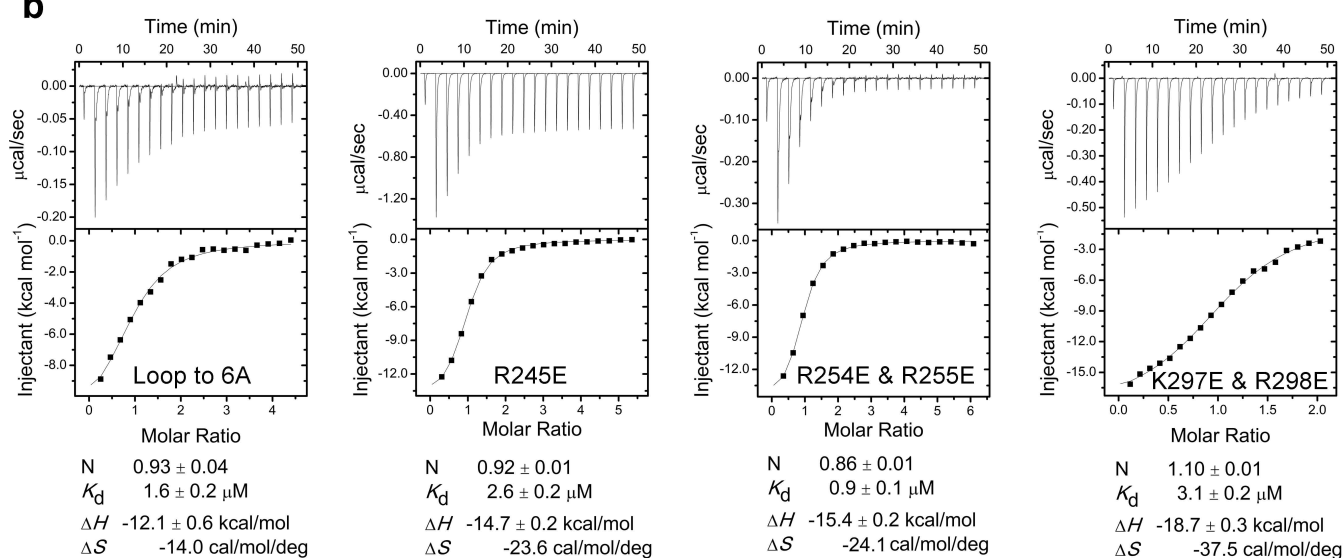 b
Time (min)
0 10 20 30 40 50
0.00
-0.05
-0.10
-0.15
-0.20
μcal/sec
0.0
-2.0
-4.0
-6.0
-8.0
Injectant (kcal mol⁻¹)
Loop to 6A
0 1 2 3 4
Molar Ratio
N 0.93 ± 0.04
Kd 1.6 ± 0.2 μM
ΔH -12.1 ± 0.6 kcal/mol
ΔS -14.0 cal/mol/deg
Time (min)
0 10 20 30 40 50
0.00
-0.40
-0.80
-1.20
μcal/sec
0.0
-3.0
-6.0
-9.0
-12.0
Injectant (kcal mol⁻¹)
R245E
0 1 2 3 4 5
Molar Ratio
N 0.92 ± 0.01
Kd 2.6 ± 0.2 μM
ΔH -14.7 ± 0.2 kcal/mol
ΔS -23.6 cal/mol/deg
Time (min)
0 10 20 30 40 50
0.00
-0.10
-0.20
-0.30
μcal/sec
0.0
-3.0
-6.0
-9.0
-12.0
Injectant (kcal mol⁻¹)
R254E & R255E
0 1 2 3 4 5 6
Molar Ratio
N 0.86 ± 0.01
Kd 0.9 ± 0.1 μM
ΔH -15.4 ± 0.2 kcal/mol
ΔS -24.1 cal/mol/deg
Time (min)
0 10 20 30 40 50
0.00
-0.10
-0.20
-0.30
-0.40
-0.50
μcal/sec
-3.0
-6.0
-9.0
-12.0
-15.0
Injectant (kcal mol⁻¹)
K297E & R298E
0.0 0.5 1.0 1.5 2.0
Molar Ratio
N 1.10 ± 0.01
Kd 3.1 ± 0.2 μM
ΔH -18.7 ± 0.3 kcal/mol
ΔS -37.5 cal/mol/deg